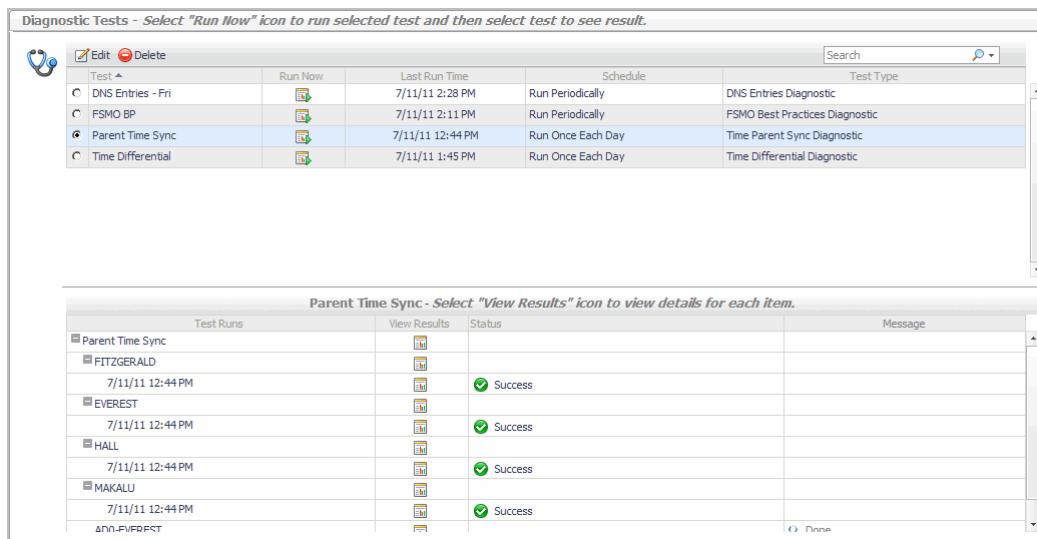 Diagnostic Tests - Select "Run Now" icon to run selected test and then select test to see result.
Edit Delete Search
Test Run Now Last Run Time Schedule Test Type
DNS Entries - Fri 7/11/11 2:28 PM Run Periodically DNS Entries Diagnostic
FSMO BP 7/11/11 2:11 PM Run Periodically FSMO Best Practices Diagnostic
Parent Time Sync 7/11/11 12:44 PM Run Once Each Day Time Parent Sync Diagnostic
Time Differential 7/11/11 1:45 PM Run Once Each Day Time Differential Diagnostic
Parent Time Sync - Select "View Results" icon to view details for each item.
Test Runs View Results Status Message
Parent Time Sync
FITZGERALD
7/11/11 12:44 PM Success
EVEREST
7/11/11 12:44 PM Success
HALL
7/11/11 12:44 PM Success
MAKALU
7/11/11 12:44 PM Success
AD0-EVEREST Done